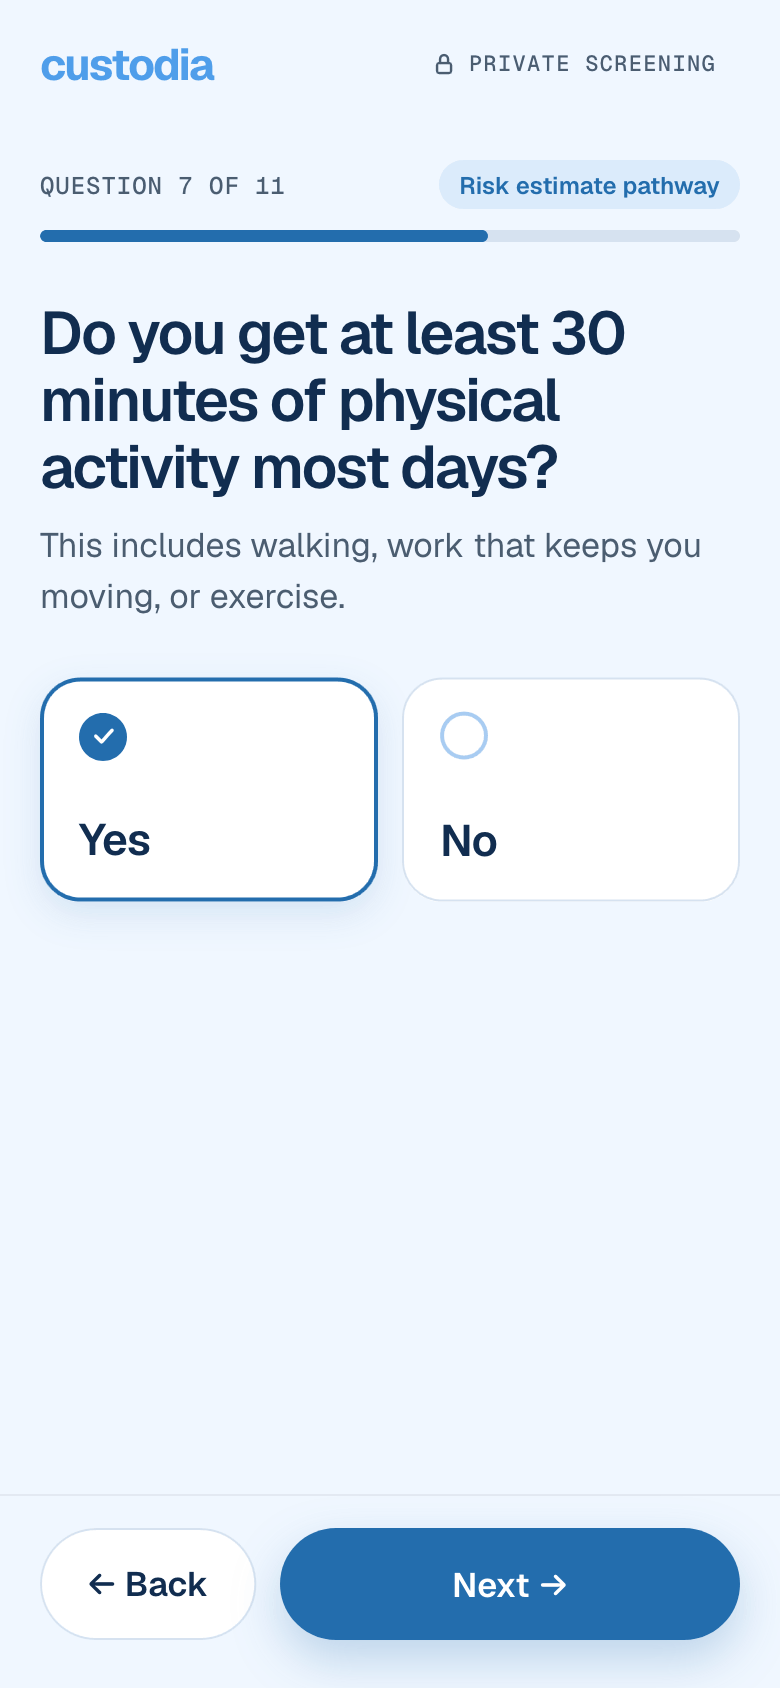 custodia
PRIVATE SCREENING
QUESTION 7 OF 11
Risk estimate pathway
Do you get at least 30
minutes of physical
activity most days?
This includes walking, work that keeps you
moving, or exercise.
Yes
No
← Back
Next →